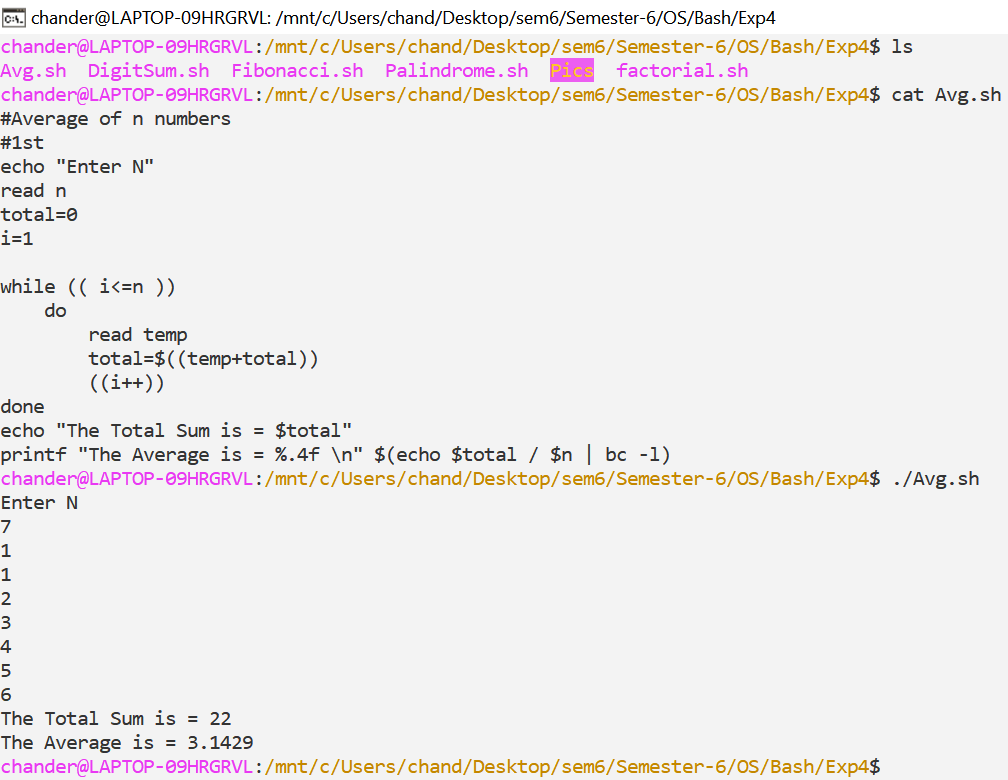 C:\. chander@LAPTOP-09HRGRVL: /mnt/c/Users/chand/Desktop/sem6/Semester-6/OS/Bash/Exp4
chander@LAPTOP-09HRGRVL:/mnt/c/Users/chand/Desktop/sem6/Semester-6/OS/Bash/Exp4$ ls
Avg.sh  DigitSum.sh  Fibonacci.sh  Palindrome.sh  Pics  factorial.sh
chander@LAPTOP-09HRGRVL:/mnt/c/Users/chand/Desktop/sem6/Semester-6/OS/Bash/Exp4$ cat Avg.sh
#Average of n numbers
#1st
echo "Enter N"
read n
total=0
i=1

while (( i<=n ))
    do
        read temp
        total=$((temp+total))
        ((i++))
done
echo "The Total Sum is = $total"
printf "The Average is = %.4f \n" $(echo $total / $n | bc -l)
chander@LAPTOP-09HRGRVL:/mnt/c/Users/chand/Desktop/sem6/Semester-6/OS/Bash/Exp4$ ./Avg.sh
Enter N
7
1
1
2
3
4
5
6
The Total Sum is = 22
The Average is = 3.1429
chander@LAPTOP-09HRGRVL:/mnt/c/Users/chand/Desktop/sem6/Semester-6/OS/Bash/Exp4$